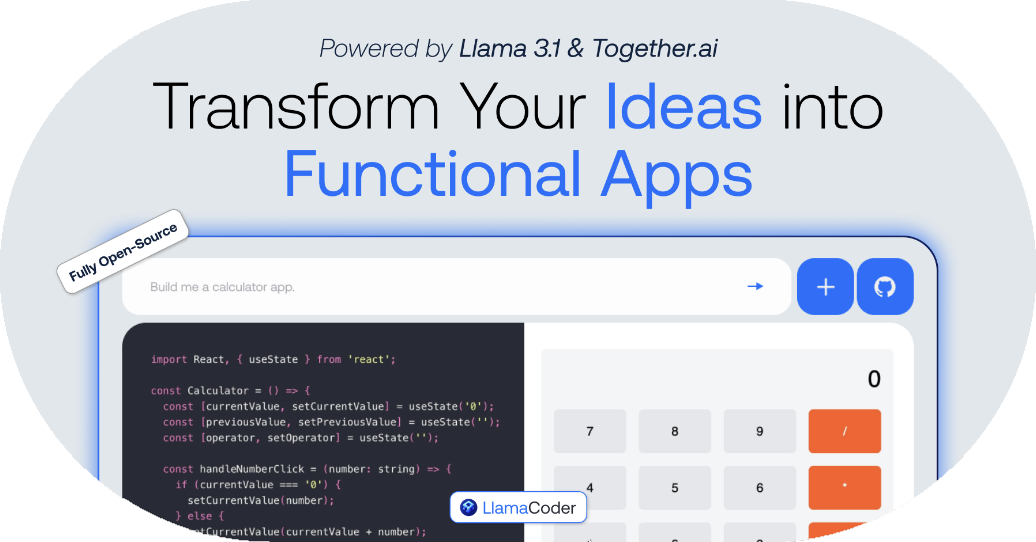 Powered by Llama 3.1 & Together.ai
Transform Your Ideas into
Functional Apps
Fully Open-Source
Build me a calculator app.
import React, { useState } from 'react';
const Calculator = () => {
const [currentValue, setCurrentValue] = useState('0');
const [previousValue, setPreviousValue] = useState('');
const [operator, setOperator] = useState('');
const handleNumberClick = (number: string) => {
if (currentValue === '0') {
setCurrentValue(number);
} else {
(currentValue + number);
0
7 8 9 /
4 5 6 *
LlamaCoder